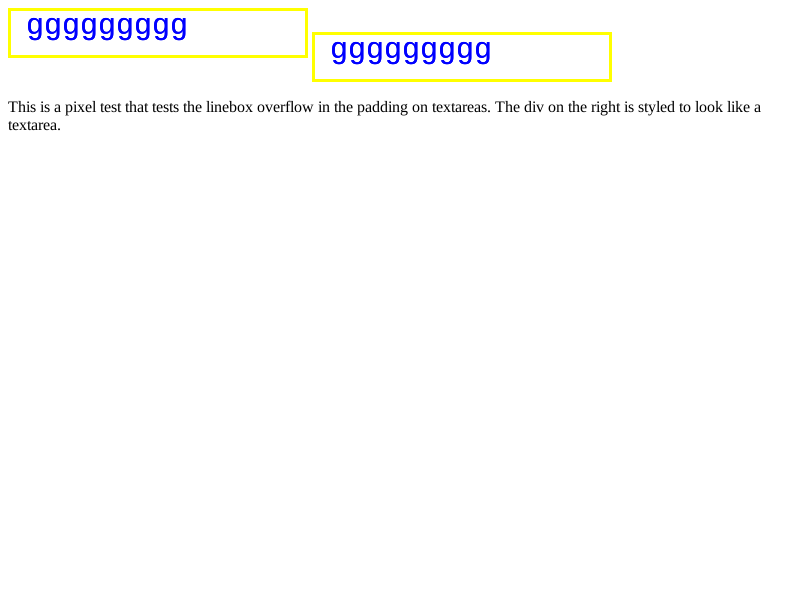 ggggggggg
ggggggggg
This is a pixel test that tests the linebox overflow in the padding on textareas. The div on the right is styled to look like a
textarea.